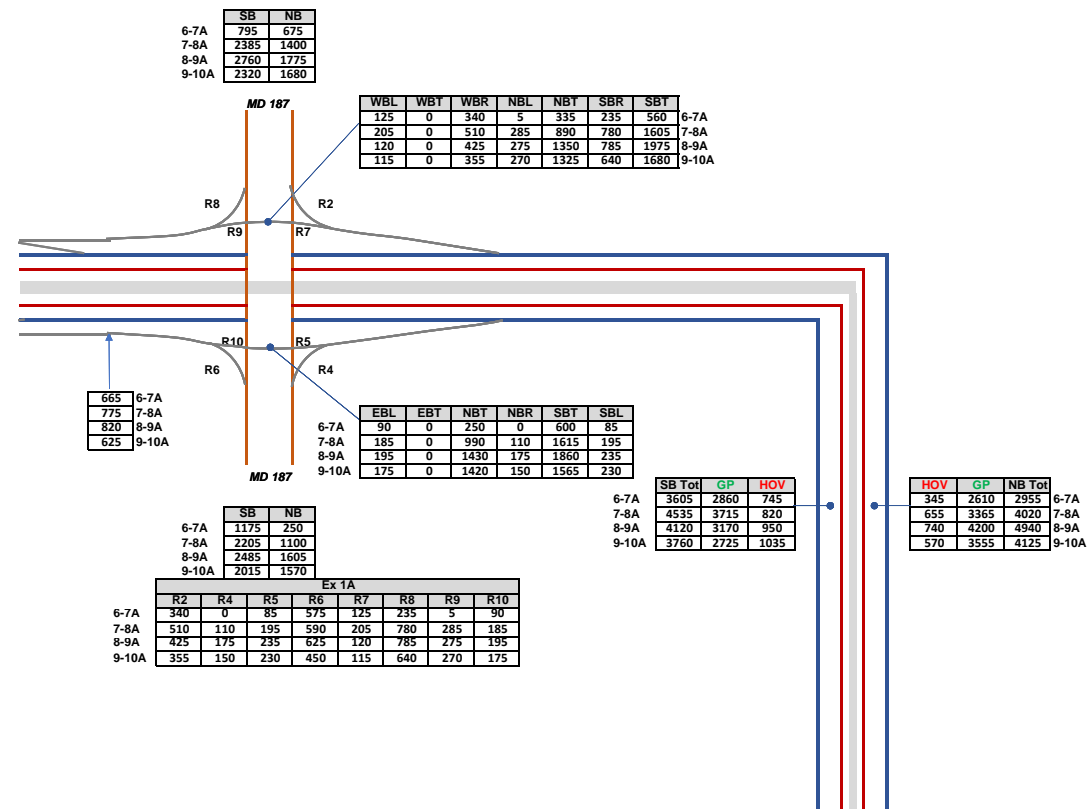 SB NB
6-7A 795 675
7-8A 2385 1400
8-9A 2760 1775
9-10A 2320 1680
MD 187
WBL WBT WBR NBL NBT SBR SBT
125 0 340 5 335 235 560 6-7A
205 0 510 285 890 780 1605 7-8A
120 0 425 275 1350 785 1975 8-9A
115 0 355 270 1325 640 1680 9-10A
R8 R2
R9 R7
R10 R5
R6 R4
665 6-7A
775 7-8A
820 8-9A
625 9-10A
EBL EBT NBT NBR SBT SBL
6-7A 90 0 250 0 600 85
7-8A 185 0 990 110 1615 195
8-9A 195 0 1430 175 1860 235
9-10A 175 0 1420 150 1565 230
MD 187
SB Tot GP HOV
6-7A 3605 2860 745
7-8A 4535 3715 820
8-9A 4120 3170 950
9-10A 3760 2725 1035
HOV GP NB Tot
345 2610 2955 6-7A
655 3365 4020 7-8A
740 4200 4940 8-9A
570 3555 4125 9-10A
SB NB
6-7A 1175 250
7-8A 2205 1100
8-9A 2485 1605
9-10A 2015 1570
Ex 1A
R2 R4 R5 R6 R7 R8 R9 R10
6-7A 340 0 85 575 125 235 5 90
7-8A 510 110 195 590 205 780 285 185
8-9A 425 175 235 625 120 785 275 195
9-10A 355 150 230 450 115 640 270 175